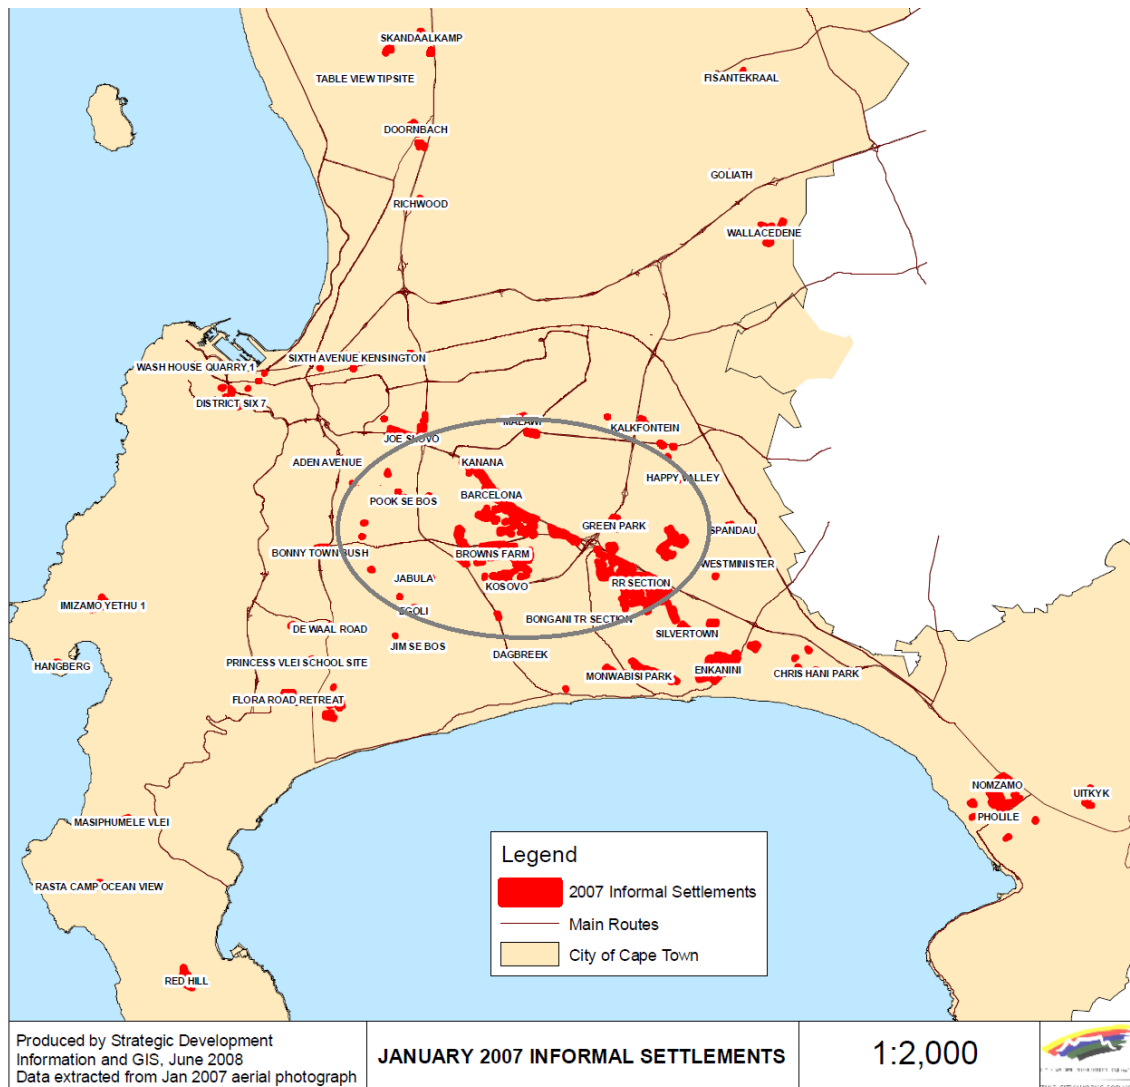 SKANDAALKAMP
FISANTEKRAAL
TABLE VIEW TIPSITE
DOORNBACH
GOLIATH
RICHWOOD
WALLACEDENE
SIXTH AVENUE KENSINGTON
WASH HOUSE QUARRY,1
DISTRICT SIX 7
MALAWI
KALKFONTEIN
JOE SLOVO
ADEN AVENUE
KANANA
HAPPY VALLEY
BARCELONA
POOK SE BOS
GREEN PARK
SPANDAU
BONNY TOWN BUSH
BROWNS FARM
WESTMINISTER
JABULA
KOSOVO
RR SECTION
IMIZAMO YETHU 1
EGOLI
BONGANI TR SECTION
DE WAAL ROAD
SILVERTOWN
JIM SE BOS
DAGBREEK
PRINCESS VLEI SCHOOL SITE
HANGBERG
ENKANINI
CHRIS HANI PARK
MONWABISI PARK
FLORA ROAD RETREAT
NOMZAMO
UITKYK
PHOLILE
MASIPHUMELE VLEI
RASTA CAMP OCEAN VIEW
RED HILL
Legend
2007 Informal Settlements
Main Routes
City of Cape Town
Produced by Strategic Development
Information and GIS, June 2008
Data extracted from Jan 2007 aerial photograph
JANUARY 2007 INFORMAL SETTLEMENTS
1:2,000